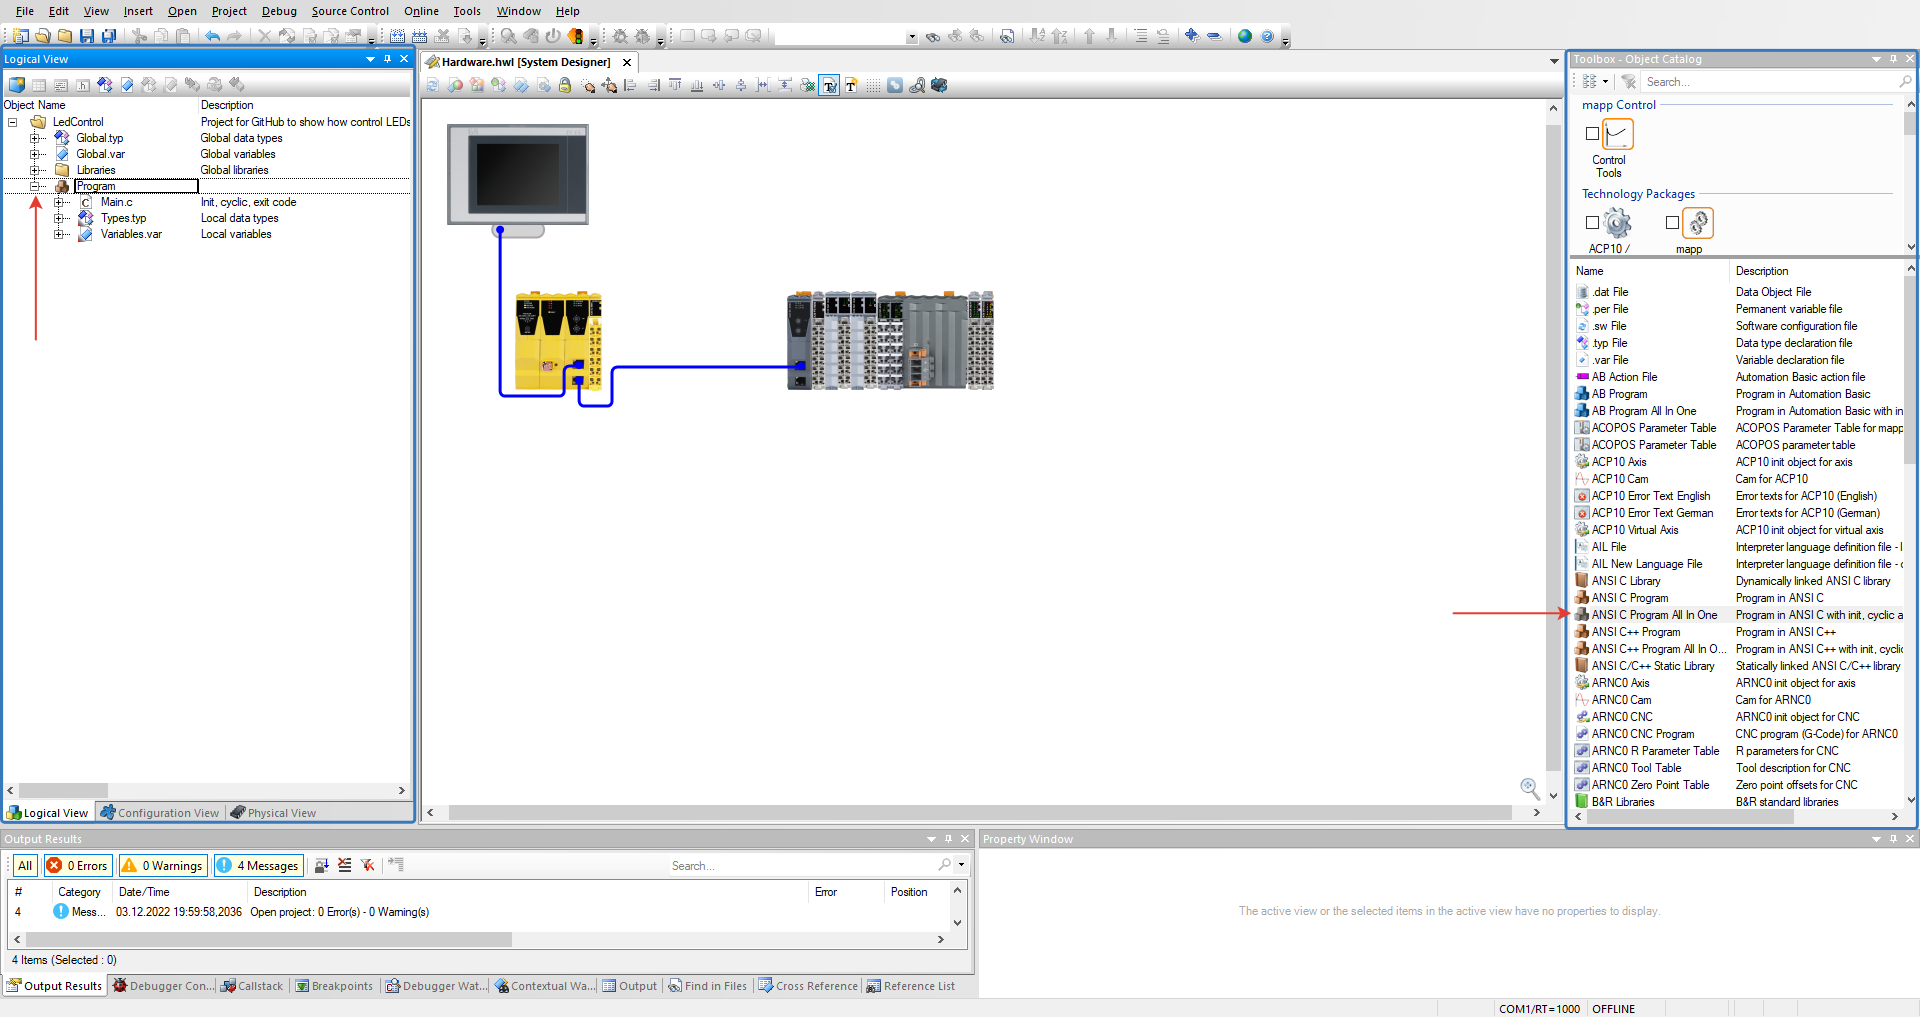 File Edit View Insert Open Project Debug Source Control Online Tools Window Help
Logical View
Object Name Description
LedControl Project for GitHub to show how control LEDs
Global.typ Global data types
Global.var Global variables
Libraries Global libraries
Program
Main.c Init, cyclic, exit code
Types.typ Local data types
Variables.var Local variables
Logical View Configuration View Physical View
Hardware.hwl [System Designer]
Toolbox - Object Catalog
Search...
mapp Control
Control
Tools
Technology Packages
ACP10 / mapp
Name Description
.dat File Data Object File
.per File Permanent variable file
.sw File Software configuration file
.typ File Data type declaration file
.var File Variable declaration file
AB Action File Automation Basic action file
AB Program Program in Automation Basic
AB Program All In One Program in Automation Basic with in
ACOPOS Parameter Table ACOPOS Parameter Table for mapp
ACOPOS Parameter Table ACOPOS parameter table
ACP10 Axis ACP10 init object for axis
ACP10 Cam Cam for ACP10
ACP10 Error Text English Error texts for ACP10 (English)
ACP10 Error Text German Error texts for ACP10 (German)
ACP10 Virtual Axis ACP10 init object for virtual axis
AIL File Interpreter language definition file - l
AIL New Language File Interpreter language definition file - c
ANSI C Library Dynamically linked ANSI C library
ANSI C Program Program in ANSI C
ANSI C Program All In One Program in ANSI C with init, cyclic a
ANSI C++ Program Program in ANSI C++
ANSI C++ Program All In O... Program in ANSI C++ with init, cyclic
ANSI C/C++ Static Library Statically linked ANSI C/C++ library
ARNC0 Axis ARNC0 init object for axis
ARNC0 Cam Cam for ARNC0
ARNC0 CNC ARNC0 init object for CNC
ARNC0 CNC Program CNC program (G-Code) for ARNC0
ARNC0 R Parameter Table R parameters for CNC
ARNC0 Tool Table Tool description for CNC
ARNC0 Zero Point Table Zero point offsets for CNC
B&R Libraries B&R standard libraries
Output Results
All 0 Errors 0 Warnings 4 Messages Search...
# Category Date/Time Description Error Position
4 Mess... 03.12.2022 19:59:58,2036 Open project: 0 Error(s) - 0 Warning(s)
4 Items (Selected : 0)
Output Results Debugger Con... Callstack Breakpoints Debugger Wat... Contextual Wa... Output Find in Files Cross Reference Reference List
Property Window
The active view or the selected items in the active view have no properties to display.
COM1/RT=1000 OFFLINE